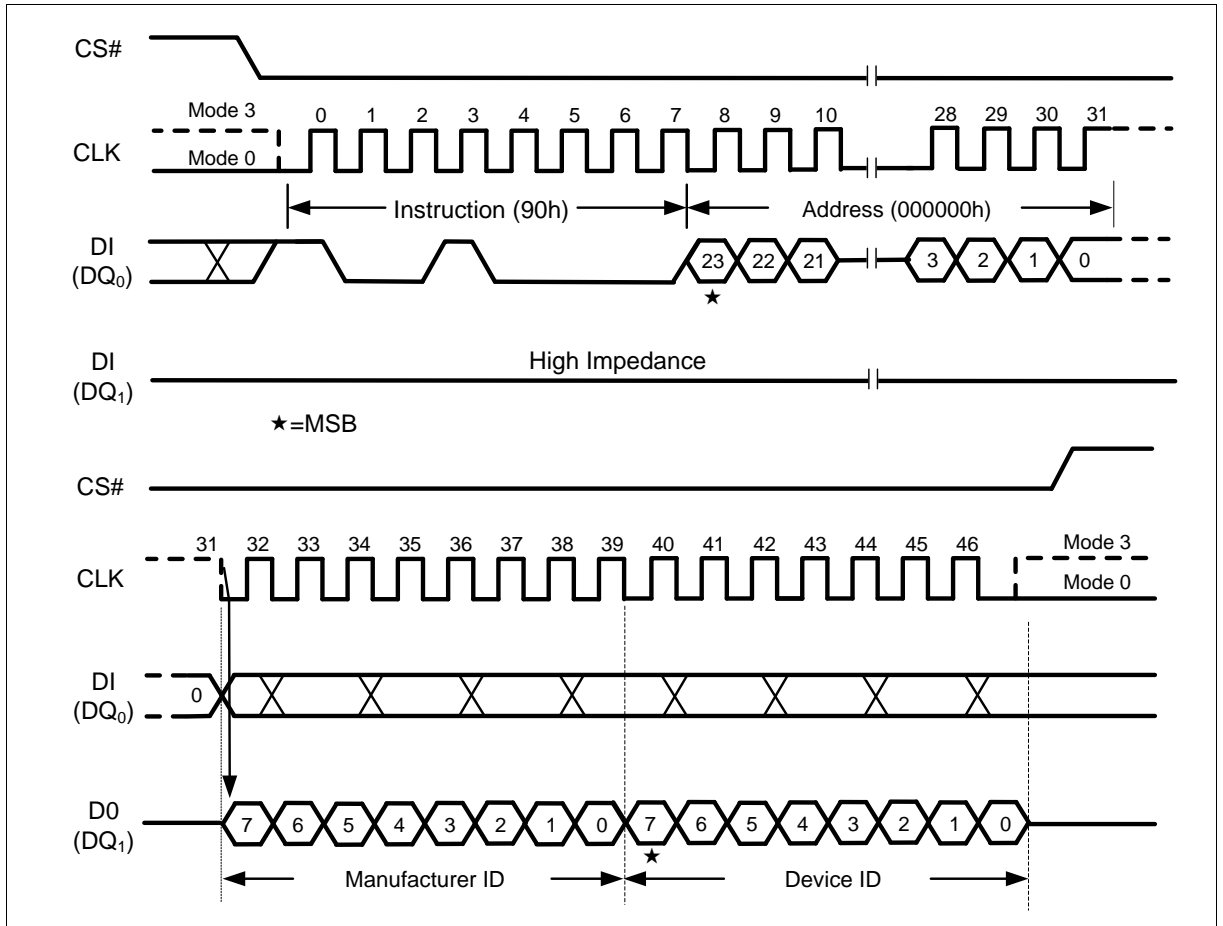 CS#
Mode 3
0 1 2 3 4 5 6 7 8 9 10 28 29 30 31
CLK
Mode 0
Instruction (90h) Address (000000h)
DI
(DQ0)
23 22 21 3 2 1 0
★
DI
(DQ1)
High Impedance
★=MSB
CS#
31 32 33 34 35 36 37 38 39 40 41 42 43 44 45 46
Mode 3
CLK
Mode 0
DI
(DQ0)
0
D0
(DQ1)
7 6 5 4 3 2 1 0 7 6 5 4 3 2 1 0
★
Manufacturer ID Device ID